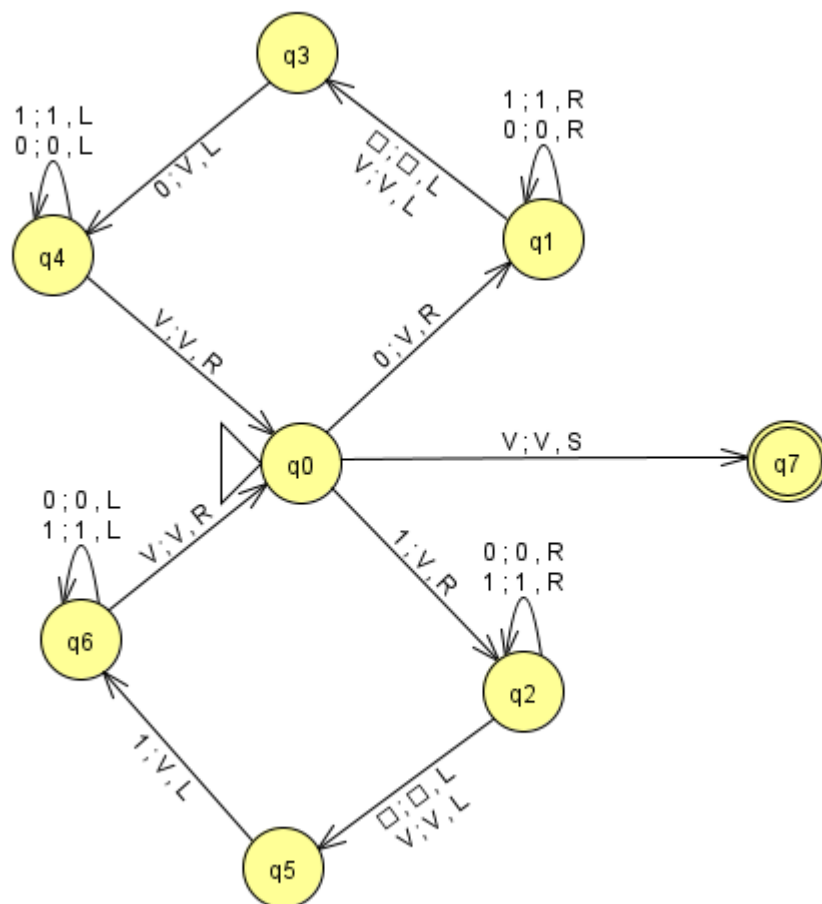 q3
1 ; 1 , L
0 ; 0 , L
1 ; 1 , R
0 ; 0 , R
0 ; V , L
□ ; □ , L
V ; V , L
q4
q1
V ; V , R
0 ; V , R
V ; V , S
q0
q7
0 ; 0 , L
1 ; 1 , L
V ; V , R
1 ; V , R
0 ; 0 , R
1 ; 1 , R
q6
q2
1 ; V , L
□ ; □ , L
V ; V , L
q5